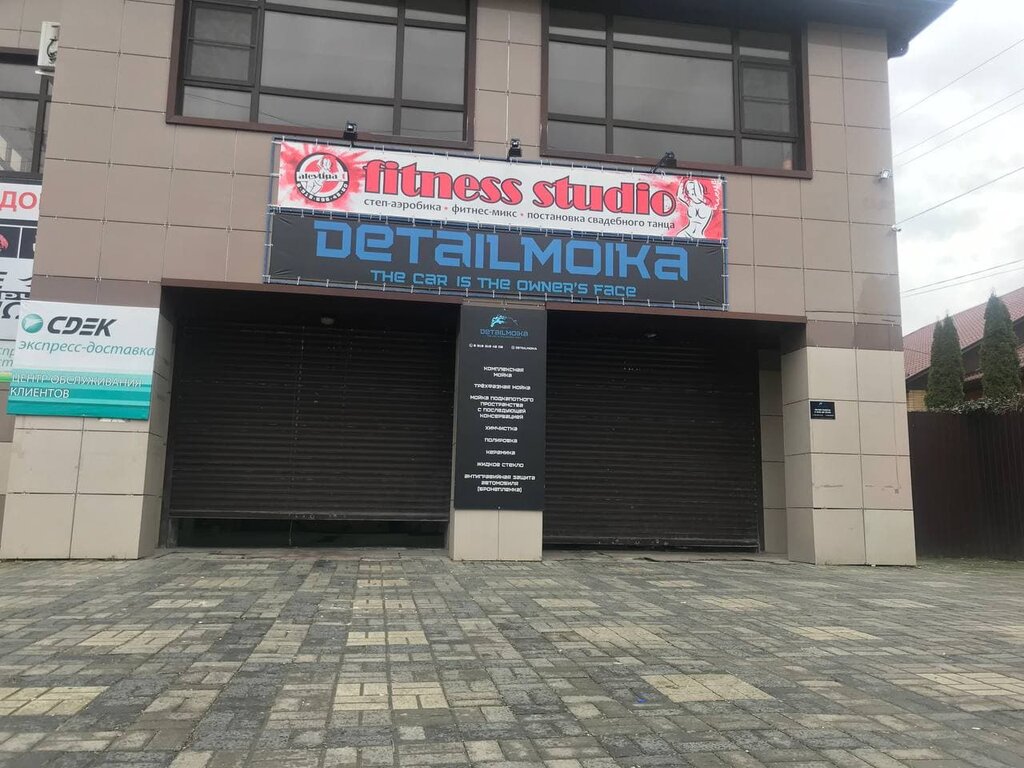 alevtina
fitness studio
степ-аэробика • фитнес-микс • постановка свадебного танца
DETAILMOIKA
THE CAR IS THE OWNER'S FACE
DETAILMOIKA
DETAILMOIKA
КОМПЛЕКСНАЯ
МОЙКА
ТРЁХФАЗНАЯ МОЙКА
МОЙКА ПОДКАПОТНОГО
ПРОСТРАНСТВА
С ПОСЛЕДУЮЩЕЙ
КОНСЕРВАЦИЕЙ
ХИМЧИСТКА
ПОЛИРОВКА
КЕРАМИКА
ЖИДКОЕ СТЕКЛО
АНТИГРАВИЙНАЯ ЗАЩИТА
АВТОМОБИЛЯ
(БРОНЕПЛЕНКА)
ДО
CDEK
экспресс-доставка
ЦЕНТР ОБСЛУЖИВАНИЯ
КЛИЕНТОВ